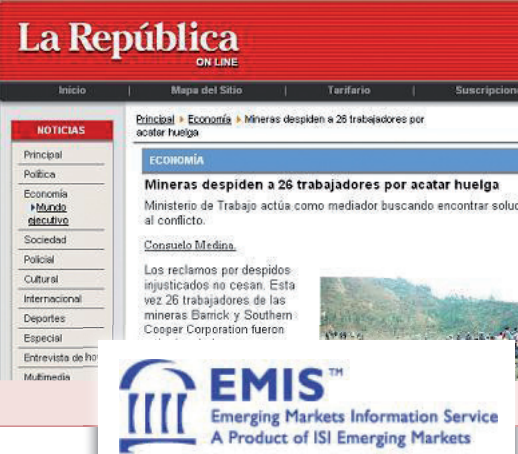 La República
ON LINE
Inicio | Mapa del Sitio | Tarifario | Suscripcion
NOTICIAS
Principal
Política
Economía
Mundo
ejecutivo
Sociedad
Policial
Cultural
Internacional
Deportes
Especial
Entrevista de ho
Multimedia
Principal Economía Mineras despiden a 26 trabajadores por
acatar huelga
ECONOMÍA
Mineras despiden a 26 trabajadores por acatar huelga
Ministerio de Trabajo actúa como mediador buscando encontrar soluc
al conflicto.
Consuelo Medina.
Los reclamos por despidos
injusticados no cesan. Esta
vez 26 trabajadores de las
mineras Barrick y Southern
Cooper Corporation fueron
EMIS™
Emerging Markets Information Service
A Product of ISI Emerging Markets